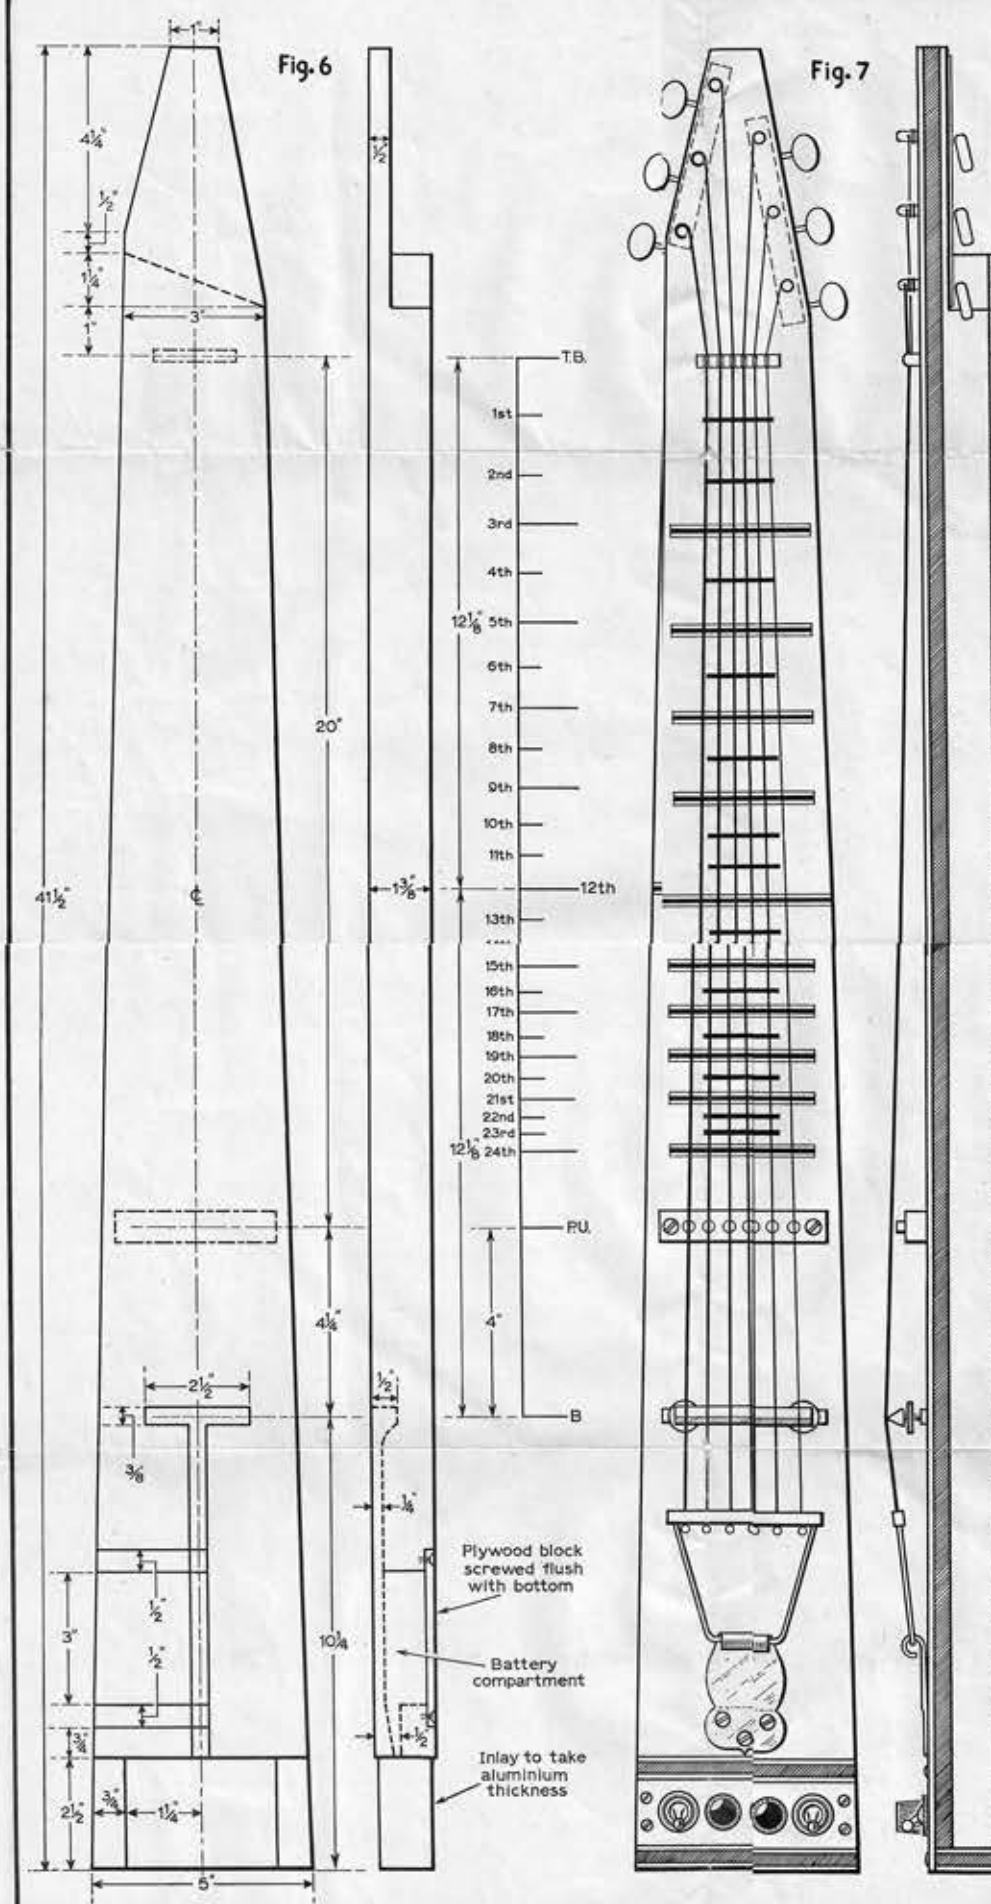 Fig. 6
Fig. 7
1"
4¼"
½"
1¼"
1"
3"
½"
41½"
20"
℄
1⅜"
12⅛"
12⅛"
T.B.
1st
2nd
3rd
4th
5th
6th
7th
8th
9th
10th
11th
12th
13th
15th
16th
17th
18th
19th
20th
21st
22nd
23rd
24th
P.U.
4"
B
4¼"
2½"
⅜"
½"
¼"
½"
3"
½"
10¼"
½"
¾"
2½"
¾"
1¼"
5"
Plywood block
screwed flush
with bottom
Battery
compartment
Inlay to take
aluminium
thickness